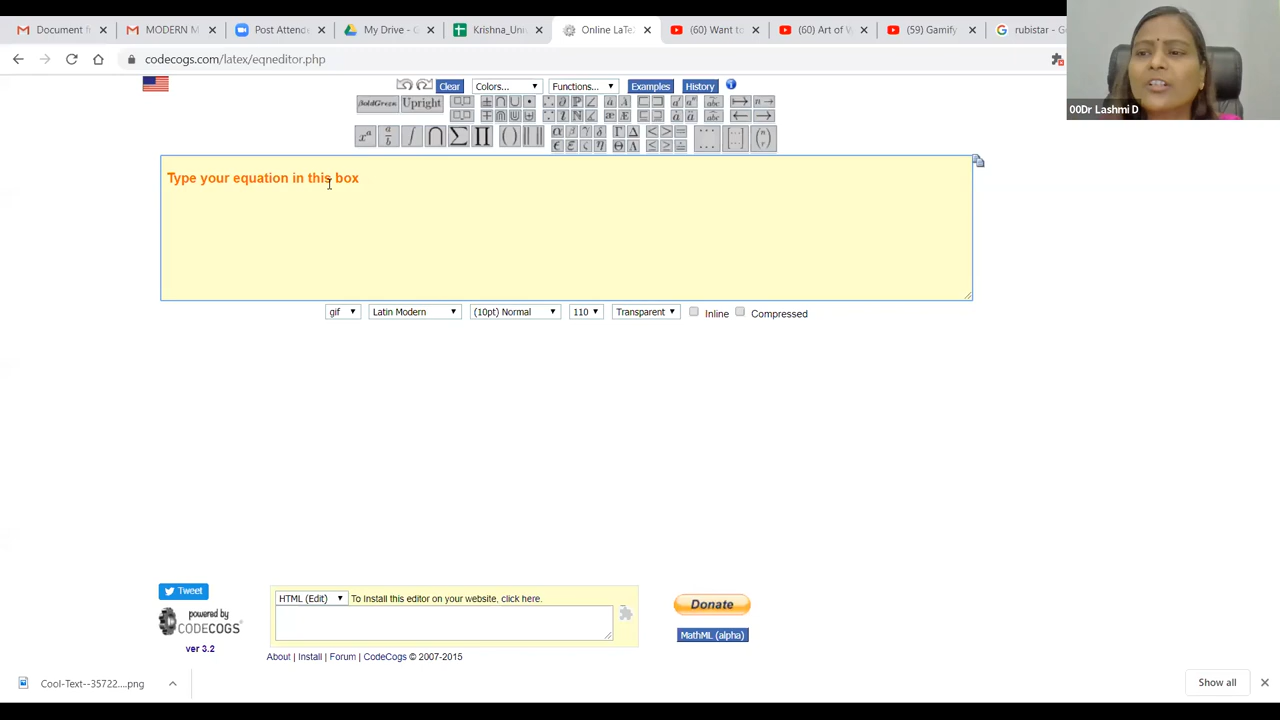 Document
MODERN M
Post Attend
My Drive - G
Krishna_Uni
Online LaTe
(60) Want to
(60) Art of W
(59) Gamify
rubistar - G
codecogs.com/latex/eqneditor.php
00Dr Lashmi D
Clear
Colors...
Functions...
Examples
History
BoldGreen
Upright
Type your equation in this box
gif
Latin Modern
(10pt) Normal
110
Transparent
Inline
Compressed
Tweet
powered by
CODECOGS
ver 3.2
HTML (Edit)
To Install this editor on your website, click here.
Donate
MathML (alpha)
About | Install | Forum | CodeCogs © 2007-2015
Cool-Text--35722....png
Show all